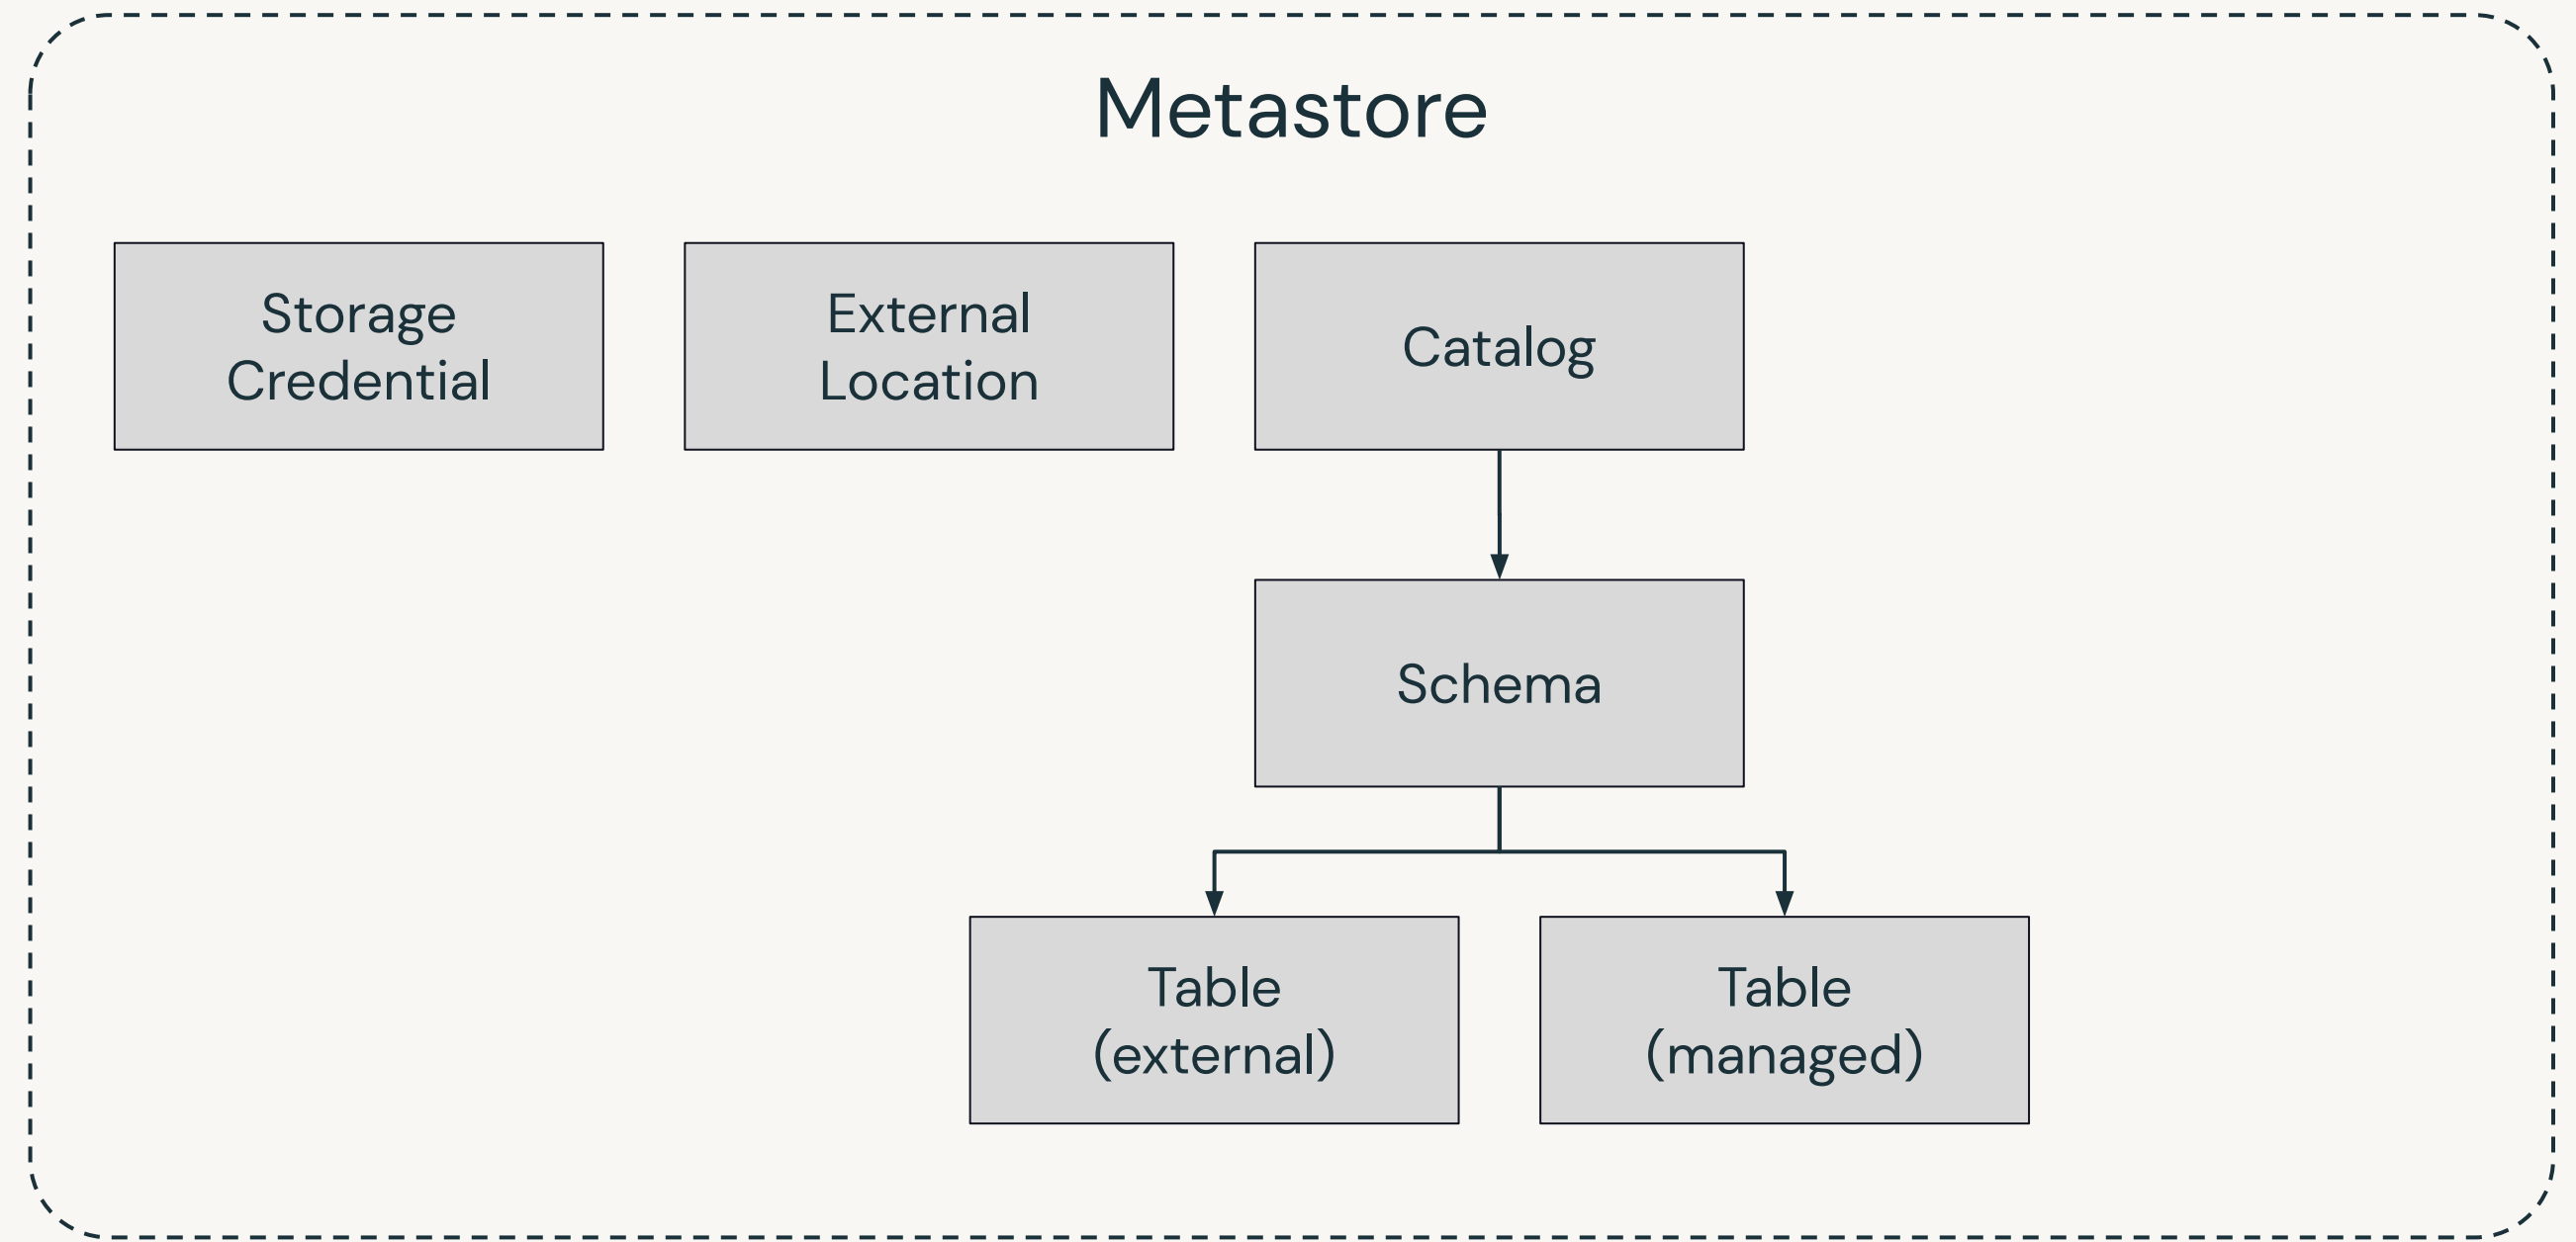 Metastore
Storage
Credential
External
Location
Catalog
Schema
Table
(external)
Table
(managed)